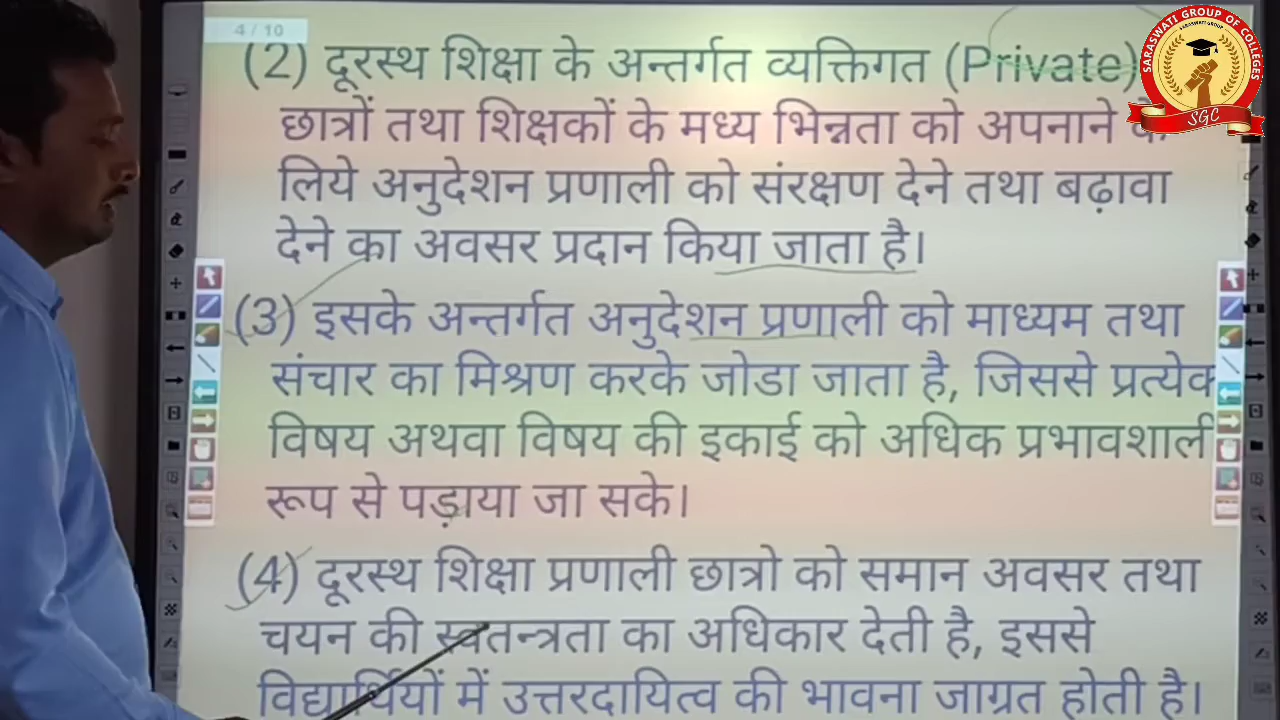 4 / 10
(2) दूरस्थ शिक्षा के अन्तर्गत व्यक्तिगत (Private)
छात्रों तथा शिक्षकों के मध्य भिन्नता को अपनाने के
लिये अनुदेशन प्रणाली को संरक्षण देने तथा बढ़ावा
देने का अवसर प्रदान किया जाता है।
(3) इसके अन्तर्गत अनुदेशन प्रणाली को माध्यम तथा
संचार का मिश्रण करके जोडा जाता है, जिससे प्रत्येक
विषय अथवा विषय की इकाई को अधिक प्रभावशाली
रूप से पड़ाया जा सके।
(4) दूरस्थ शिक्षा प्रणाली छात्रो को समान अवसर तथा
चयन की स्वतन्त्रता का अधिकार देती है, इससे
विद्यार्थियों में उत्तरदायित्व की भावना जाग्रत होती है।
SARASWATI GROUP OF COLLEGES
SARASWATI GROUP
SGC